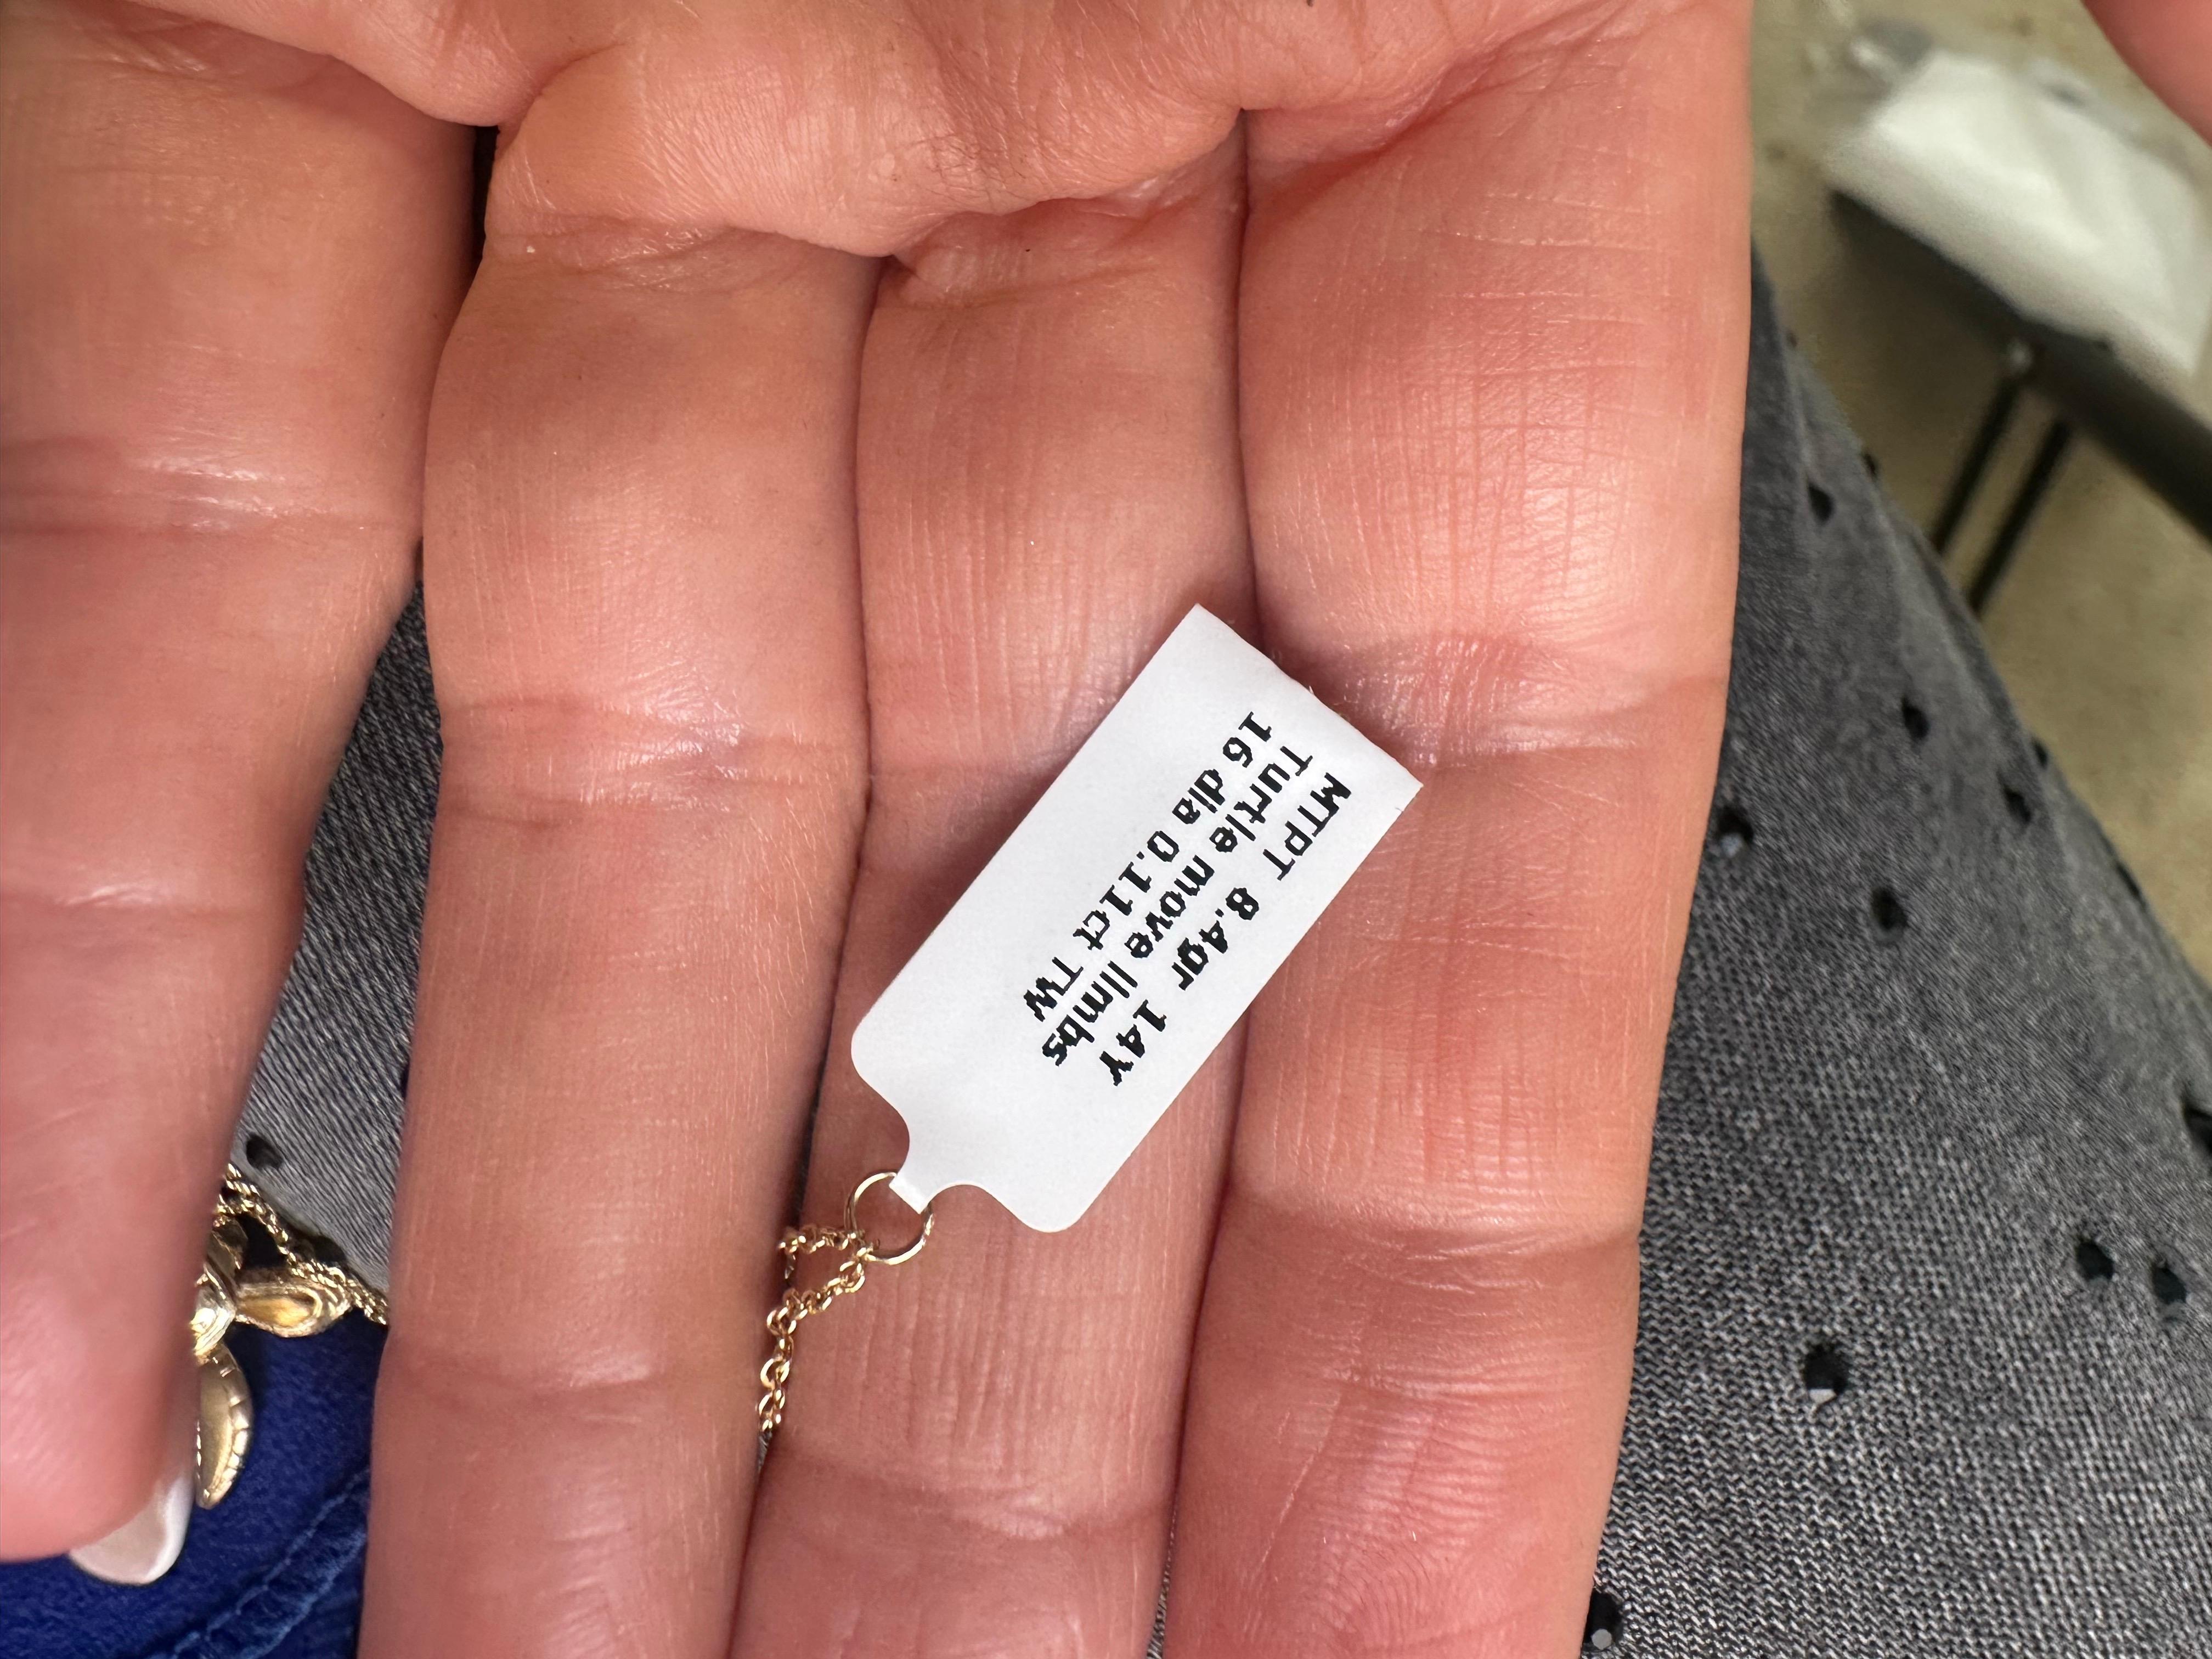 MTPT 8.4gr 14Y
Turtle move limbs
16 dia 0.11ct TW